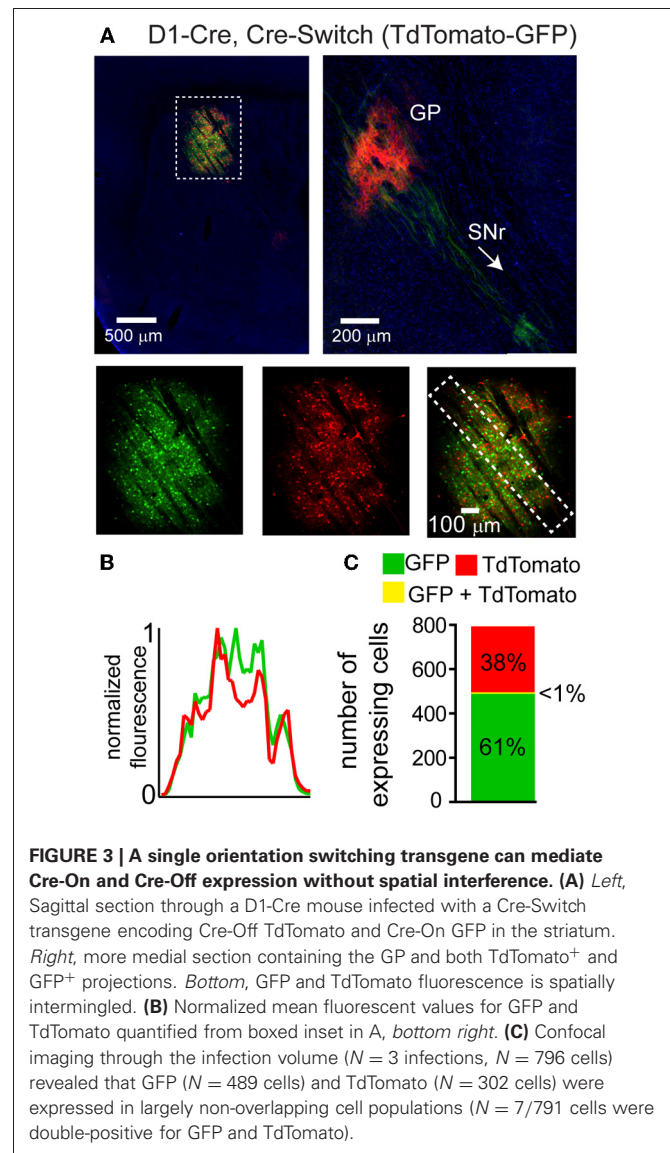 A D1-Cre, Cre-Switch (TdTomato-GFP)
GP
SNr
500 µm
200 µm
100 µm
B
C
GFP TdTomato
GFP + TdTomato
1
0
normalized
flourescence
number of
expressing cells
800
600
400
200
0
38%
<1%
61%
FIGURE 3 | A single orientation switching transgene can mediate
Cre-On and Cre-Off expression without spatial interference. (A) Left,
Sagittal section through a D1-Cre mouse infected with a Cre-Switch
transgene encoding Cre-Off TdTomato and Cre-On GFP in the striatum.
Right, more medial section containing the GP and both TdTomato⁺ and
GFP⁺ projections. Bottom, GFP and TdTomato fluorescence is spatially
intermingled. (B) Normalized mean fluorescent values for GFP and
TdTomato quantified from boxed inset in A, bottom right. (C) Confocal
imaging through the infection volume (N = 3 infections, N = 796 cells)
revealed that GFP (N = 489 cells) and TdTomato (N = 302 cells) were
expressed in largely non-overlapping cell populations (N = 7/791 cells were
double-positive for GFP and TdTomato).